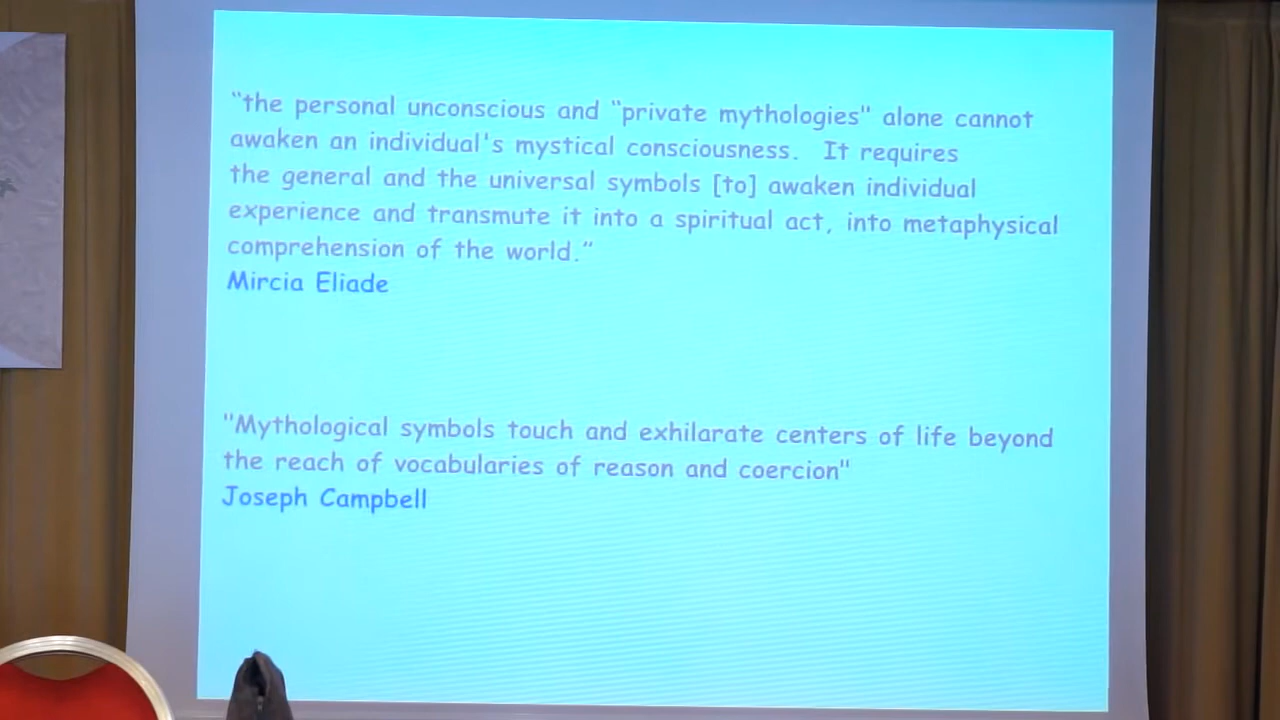 “the personal unconscious and “private mythologies" alone cannot
awaken an individual's mystical consciousness. It requires
the general and the universal symbols [to] awaken individual
experience and transmute it into a spiritual act, into metaphysical
comprehension of the world.”
Mircia Eliade
"Mythological symbols touch and exhilarate centers of life beyond
the reach of vocabularies of reason and coercion"
Joseph Campbell